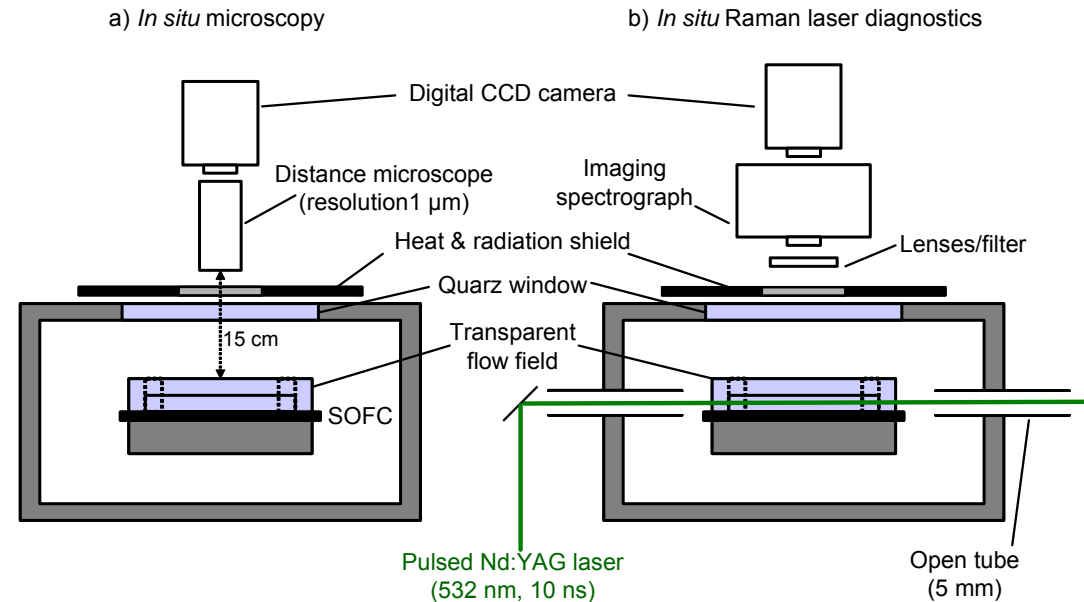 a) In situ microscopy
b) In situ Raman laser diagnostics
Digital CCD camera
Distance microscope
(resolution1 µm)
Imaging
spectrograph
Heat & radiation shield
Lenses/filter
Quarz window
15 cm
Transparent
flow field
SOFC
Pulsed Nd:YAG laser
(532 nm, 10 ns)
Open tube
(5 mm)